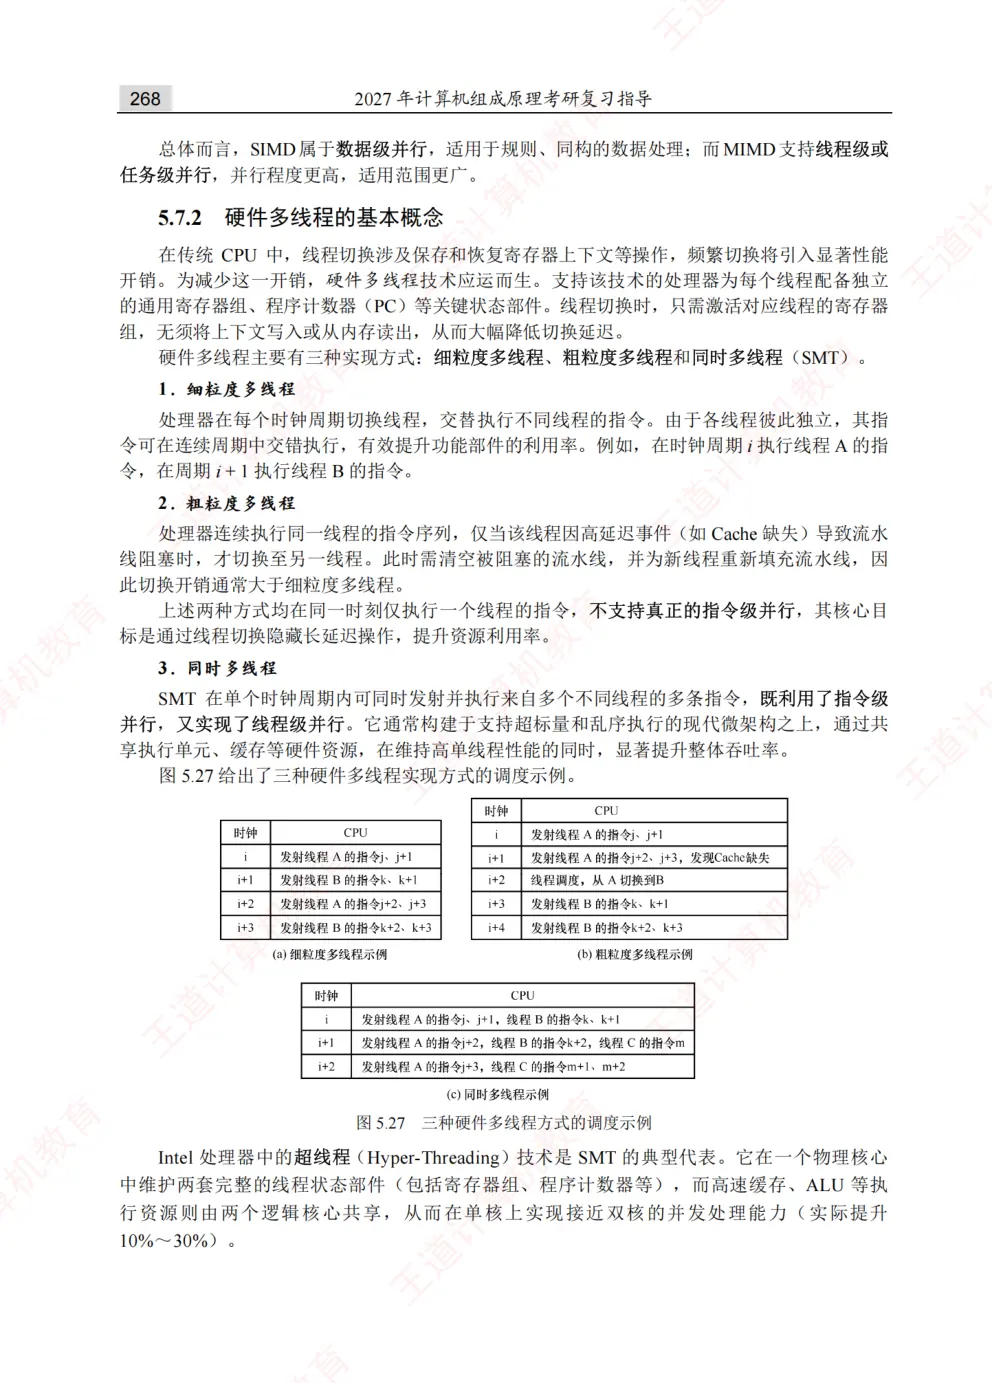 268
2027年计算机组成原理考研复习指导
总体而言，SIMD属于数据级并行，适用于规则、同构的数据处理；而MIMD支持线程级或
任务级并行，并行程度更高，适用范围更广。
5.7.2 硬件多线程的基本概念
在传统 CPU 中，线程切换涉及保存和恢复寄存器上下文等操作，频繁切换将引入显著性能
开销。为减少这一开销，硬件多线程技术应运而生。支持该技术的处理器为每个线程配备独立
的通用寄存器组、程序计数器（PC）等关键状态部件。线程切换时，只需激活对应线程的寄存器
组，无须将上下文写入或从内存读出，从而大幅降低切换延迟。
硬件多线程主要有三种实现方式：细粒度多线程、粗粒度多线程和同时多线程（SMT）。
1．细粒度多线程
处理器在每个时钟周期切换线程，交替执行不同线程的指令。由于各线程彼此独立，其指
令可在连续周期中交错执行，有效提升功能部件的利用率。例如，在时钟周期 i 执行线程 A 的指
令，在周期 i + 1 执行线程 B 的指令。
2．粗粒度多线程
处理器连续执行同一线程的指令序列，仅当该线程因高延迟事件（如 Cache 缺失）导致流水
线阻塞时，才切换至另一线程。此时需清空被阻塞的流水线，并为新线程重新填充流水线，因
此切换开销通常大于细粒度多线程。
上述两种方式均在同一时刻仅执行一个线程的指令，不支持真正的指令级并行，其核心目
标是通过线程切换隐藏长延迟操作，提升资源利用率。
3．同时多线程
SMT 在单个时钟周期内可同时发射并执行来自多个不同线程的多条指令，既利用了指令级
并行，又实现了线程级并行。它通常构建于支持超标量和乱序执行的现代微架构之上，通过共
享执行单元、缓存等硬件资源，在维持高单线程性能的同时，显著提升整体吞吐率。
图 5.27 给出了三种硬件多线程实现方式的调度示例。
时钟 CPU
i 发射线程 A 的指令j、j+1
i+1 发射线程 B 的指令k、k+1
i+2 发射线程 A 的指令j+2、j+3
i+3 发射线程 B 的指令k+2、k+3
(a) 细粒度多线程示例
时钟 CPU
i 发射线程 A 的指令j、j+1
i+1 发射线程 A 的指令j+2、j+3，发现Cache缺失
i+2 线程调度，从 A 切换到B
i+3 发射线程 B 的指令k、k+1
i+4 发射线程 B 的指令k+2、k+3
(b) 粗粒度多线程示例
时钟 CPU
i 发射线程 A 的指令j、j+1，线程 B 的指令k、k+1
i+1 发射线程 A 的指令j+2，线程 B 的指令k+2，线程 C 的指令m
i+2 发射线程 A 的指令j+3，线程 C 的指令m+1、m+2
(c) 同时多线程示例
图 5.27 三种硬件多线程方式的调度示例
Intel 处理器中的超线程（Hyper-Threading）技术是 SMT 的典型代表。它在一个物理核心
中维护两套完整的线程状态部件（包括寄存器组、程序计数器等），而高速缓存、ALU 等执
行资源则由两个逻辑核心共享，从而在单核上实现接近双核的并发处理能力（实际提升
10%～30%）。
王道计算机教育